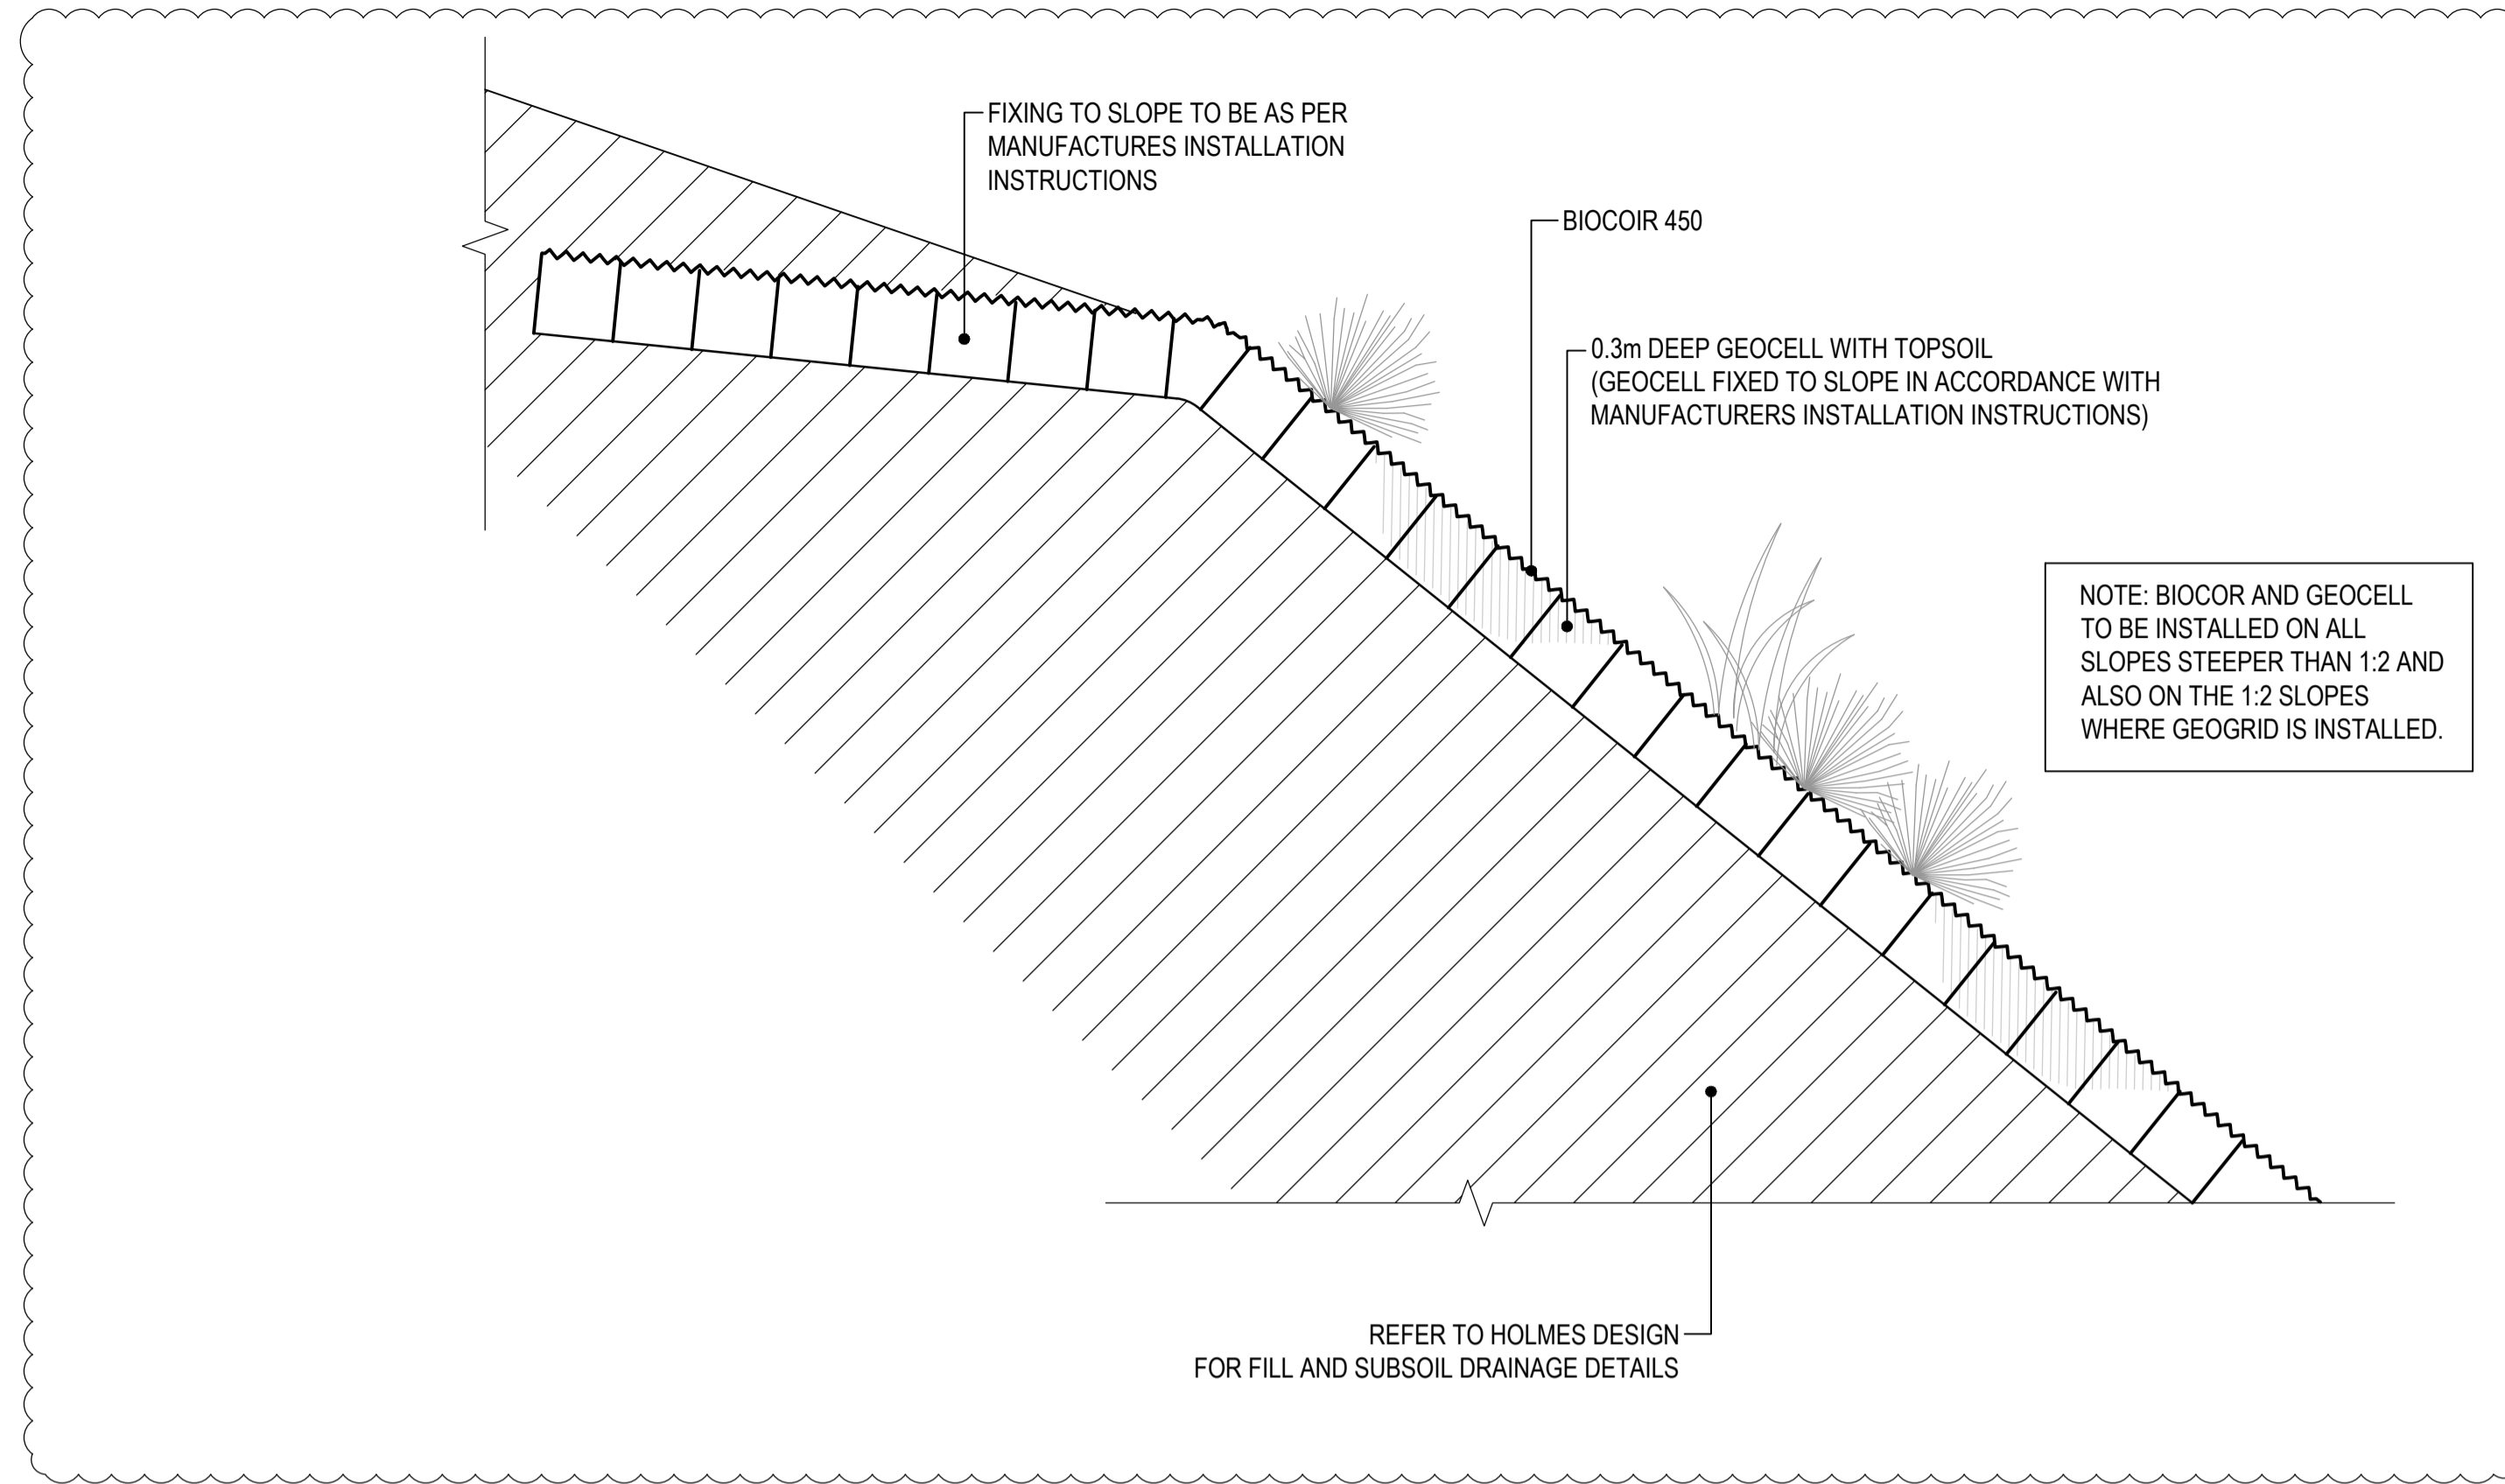 FIXING TO SLOPE TO BE AS PER
MANUFACTURES INSTALLATION
INSTRUCTIONS
BIOCOIR 450
0.3m DEEP GEOCELL WITH TOPSOIL
(GEOCELL FIXED TO SLOPE IN ACCORDANCE WITH
MANUFACTURERS INSTALLATION INSTRUCTIONS)
NOTE: BIOCOR AND GEOCELL
TO BE INSTALLED ON ALL
SLOPES STEEPER THAN 1:2 AND
ALSO ON THE 1:2 SLOPES
WHERE GEOGRID IS INSTALLED.
REFER TO HOLMES DESIGN
FOR FILL AND SUBSOIL DRAINAGE DETAILS